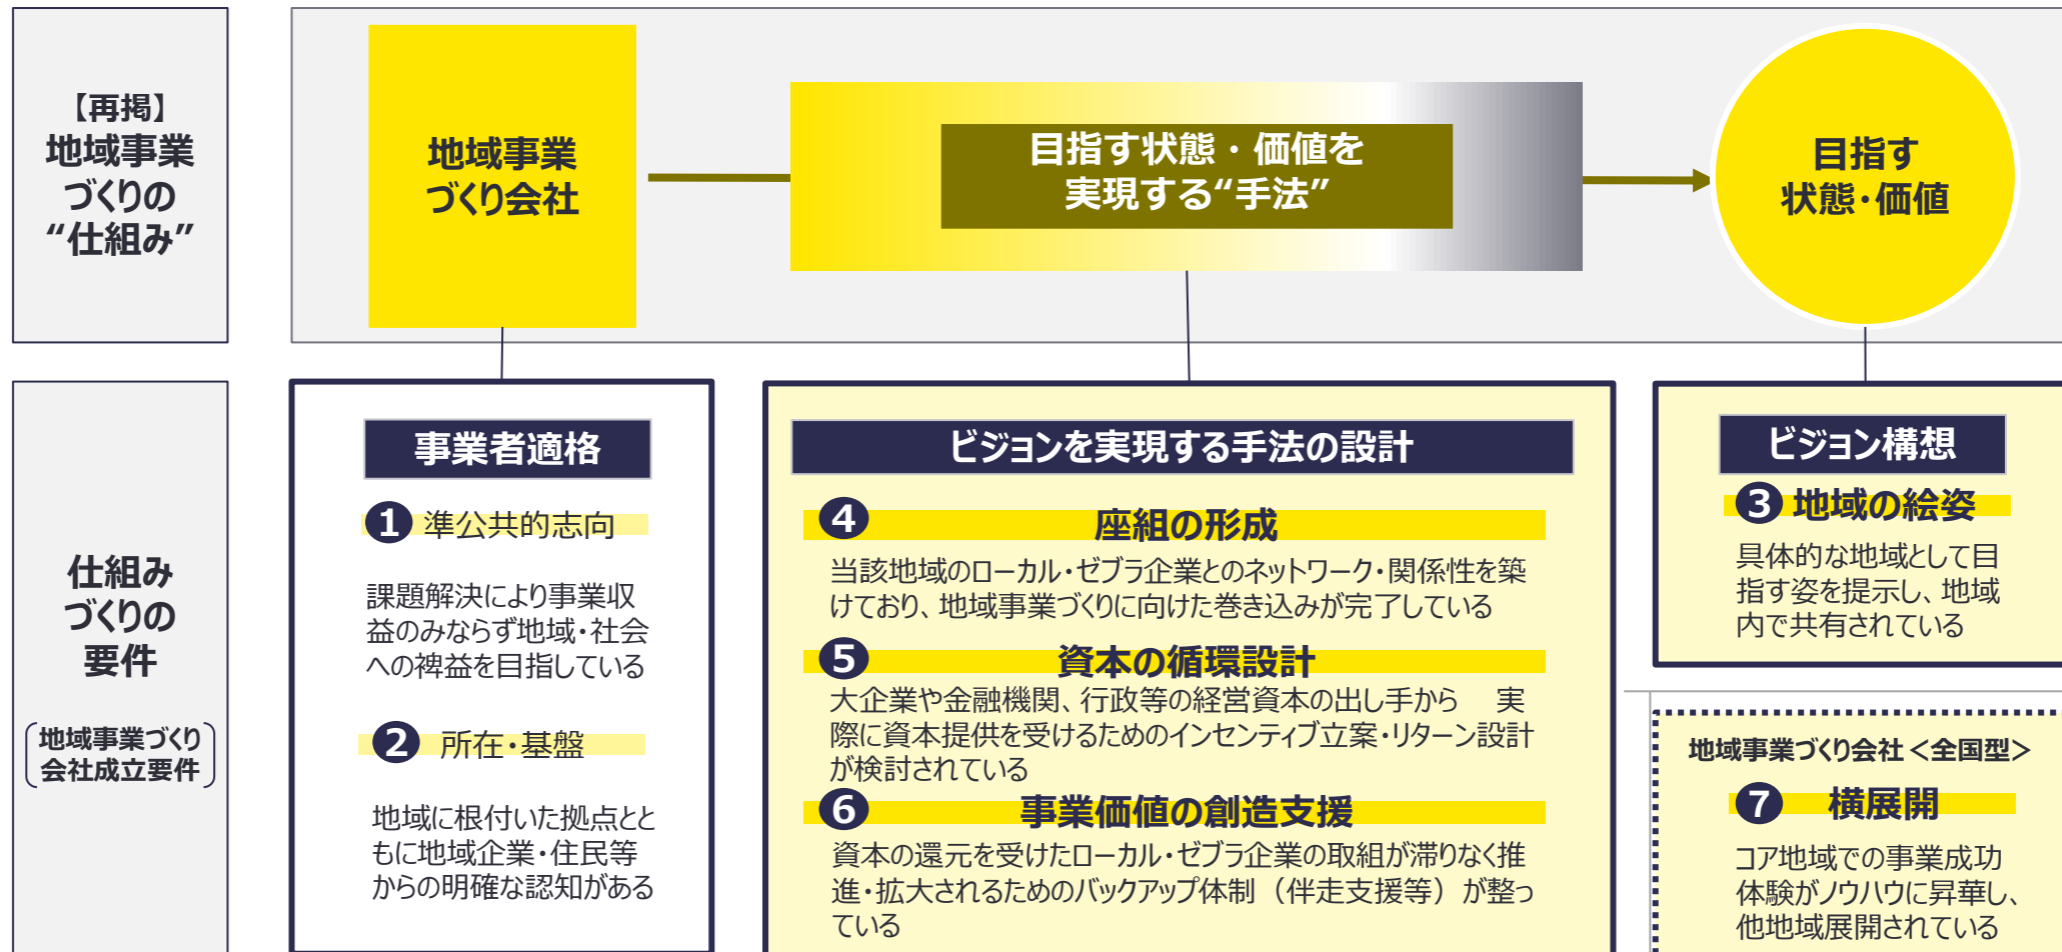 【再掲】
地域事業
づくりの
“仕組み”
地域事業
づくり会社
目指す状態・価値を
実現する“手法”
目指す
状態・価値
仕組み
づくりの
要件
地域事業づくり
会社成立要件
事業者適格
1 準公共的志向
課題解決により事業収
益のみならず地域・社会
への裨益を目指している
2 所在・基盤
地域に根付いた拠点とと
もに地域企業・住民等
からの明確な認知がある
ビジョンを実現する手法の設計
4 座組の形成
当該地域のローカル・ゼブラ企業とのネットワーク・関係性を築
けており、地域事業づくりに向けた巻き込みが完了している
5 資本の循環設計
大企業や金融機関、行政等の経営資本の出し手から 実
際に資本提供を受けるためのインセンティブ立案・リターン設計
が検討されている
6 事業価値の創造支援
資本の還元を受けたローカル・ゼブラ企業の取組が滞りなく推
進・拡大されるためのバックアップ体制（伴走支援等）が整っ
ている
ビジョン構想
3 地域の絵姿
具体的な地域として目
指す姿を提示し、地域
内で共有されている
地域事業づくり会社＜全国型＞
7 横展開
コア地域での事業成功
体験がノウハウに昇華し、
他地域展開されている